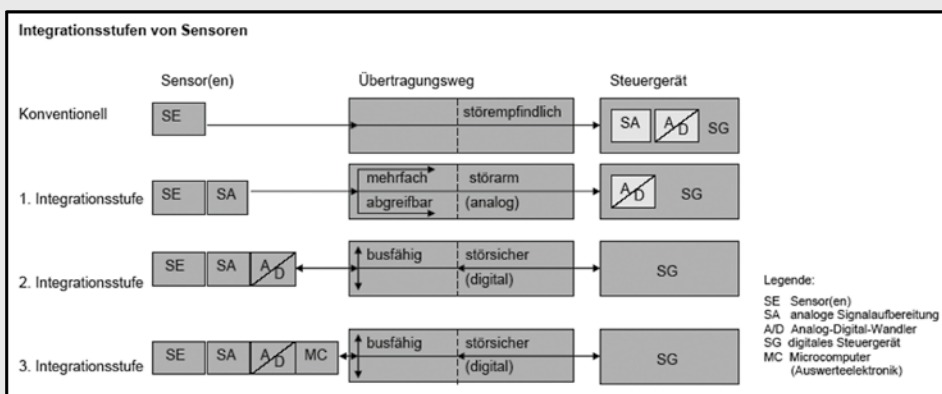 Integrationsstufen von Sensoren
Sensor(en) Übertragungsweg Steuergerät
Konventionell SE störempfindlich SA A/D SG
1. Integrationsstufe SE SA mehrfach störarm A/D SG
abgreifbar (analog)
2. Integrationsstufe SE SA A/D busfähig störsicher SG
(digital)
3. Integrationsstufe SE SA A/D MC busfähig störsicher SG
(digital)
Legende:
SE Sensor(en)
SA analoge Signalaufbereitung
A/D Analog-Digital-Wandler
SG digitales Steuergerät
MC Microcomputer
(Auswerteelektronik)